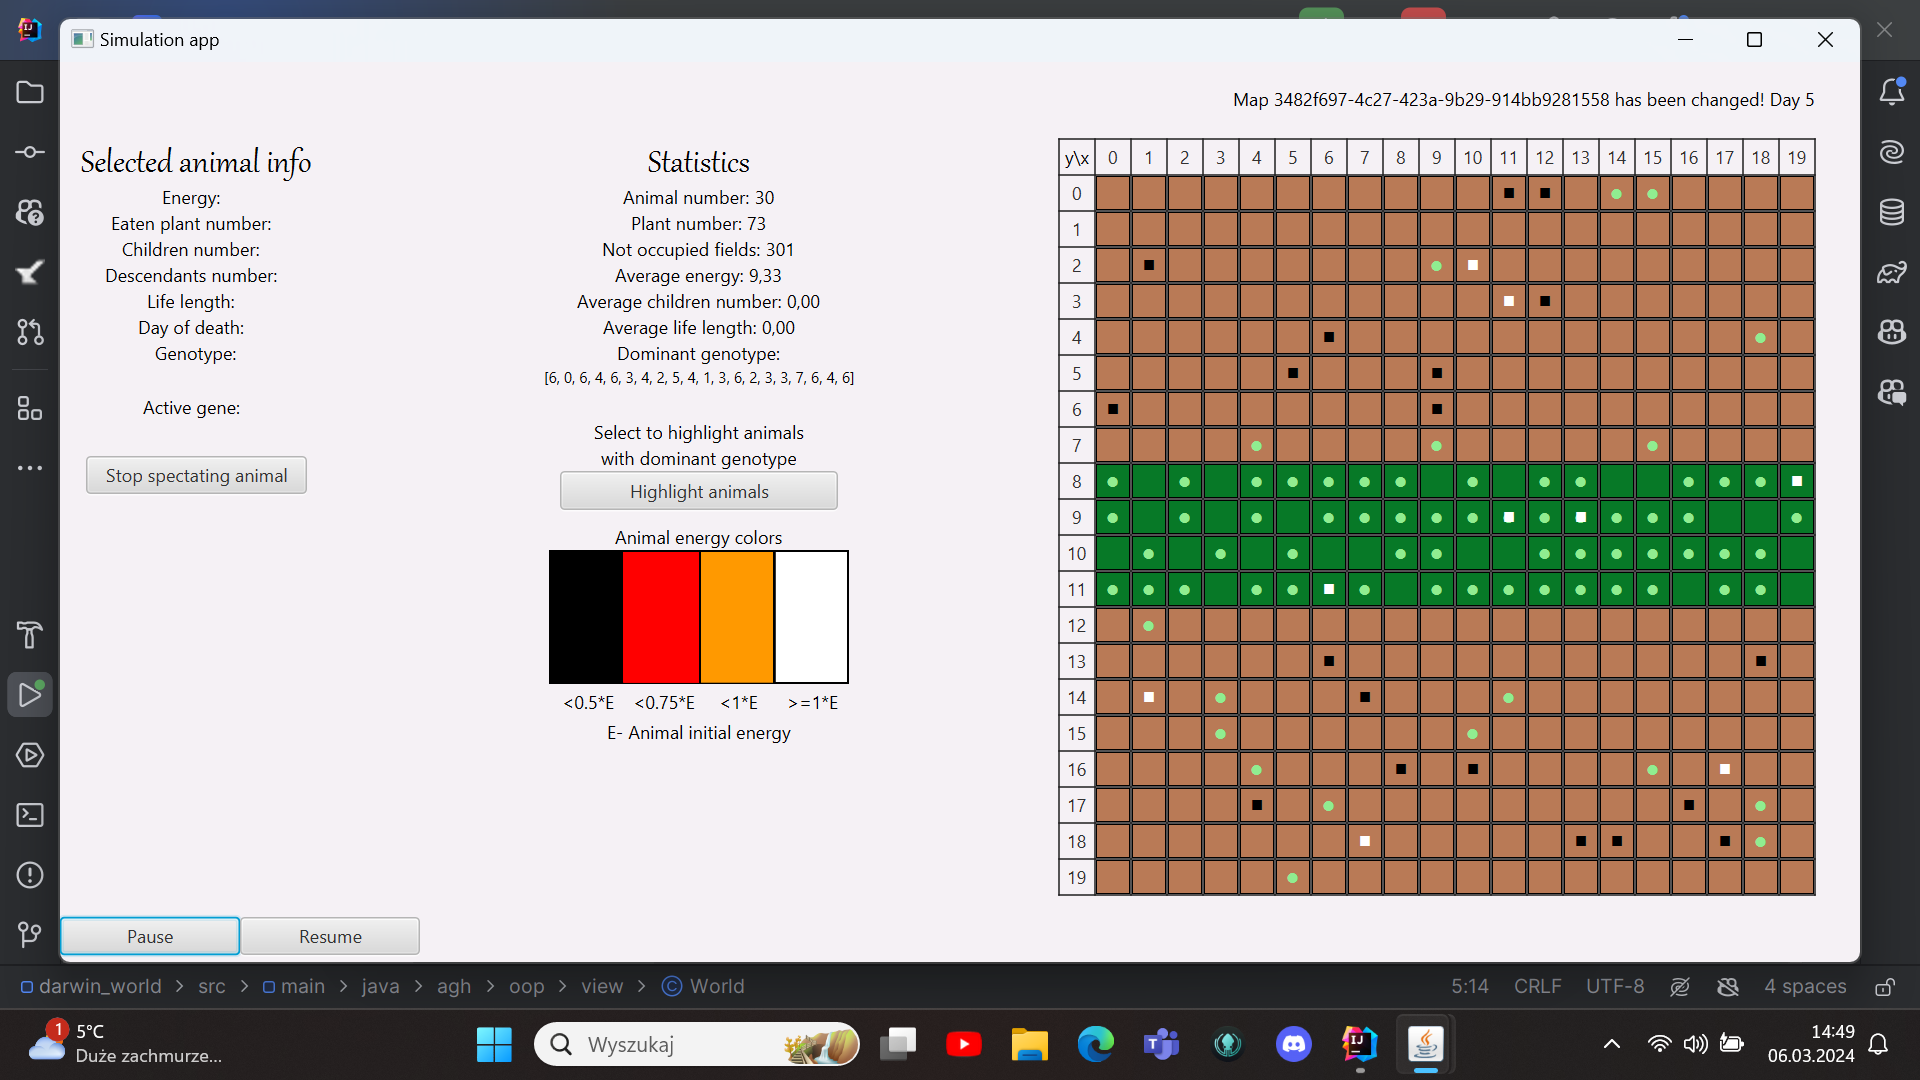 Simulation app
Map 3482f697-4c27-423a-9b29-914bb9281558 has been changed! Day 5
Selected animal info
Energy:
Eaten plant number:
Children number:
Descendants number:
Life length:
Day of death:
Genotype:
Active gene:
Stop spectating animal
Statistics
Animal number: 30
Plant number: 73
Not occupied fields: 301
Average energy: 9,33
Average children number: 0,00
Average life length: 0,00
Dominant genotype:
[6, 0, 6, 4, 6, 3, 4, 2, 5, 4, 1, 3, 6, 2, 3, 3, 7, 6, 4, 6]
Select to highlight animals
with dominant genotype
Highlight animals
Animal energy colors
<0.5*E <0.75*E <1*E >=1*E
E- Animal initial energy
y\x 0 1 2 3 4 5 6 7 8 9 10 11 12 13 14 15 16 17 18 19
0
1
2
3
4
5
6
7
8
9
10
11
12
13
14
15
16
17
18
19
Pause Resume
darwin_world > src > main > java > agh > oop > view > World
5:14 CRLF UTF-8 4 spaces
1
5°C
Duże zachmurze...
Wyszukaj
14:49
06.03.2024